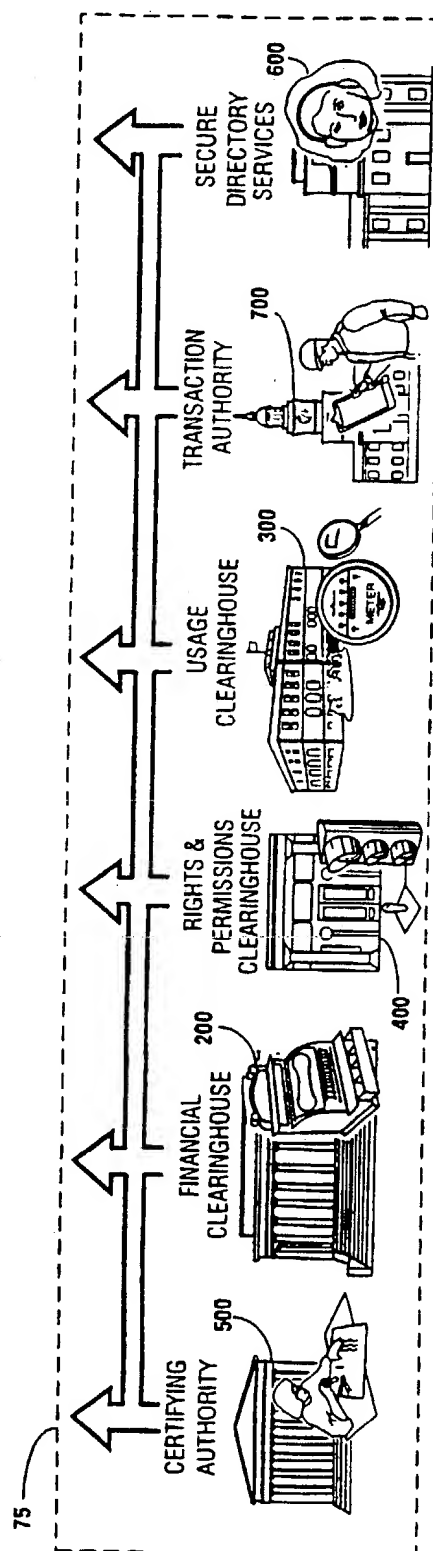 75
CERTIFYING
AUTHORITY
500
FINANCIAL
CLEARINGHOUSE
200
RIGHTS &
PERMISSIONS
CLEARINGHOUSE
400
USAGE
CLEARINGHOUSE
300
METER
TRANSACTION
AUTHORITY
700
SECURE
DIRECTORY
SERVICES
600